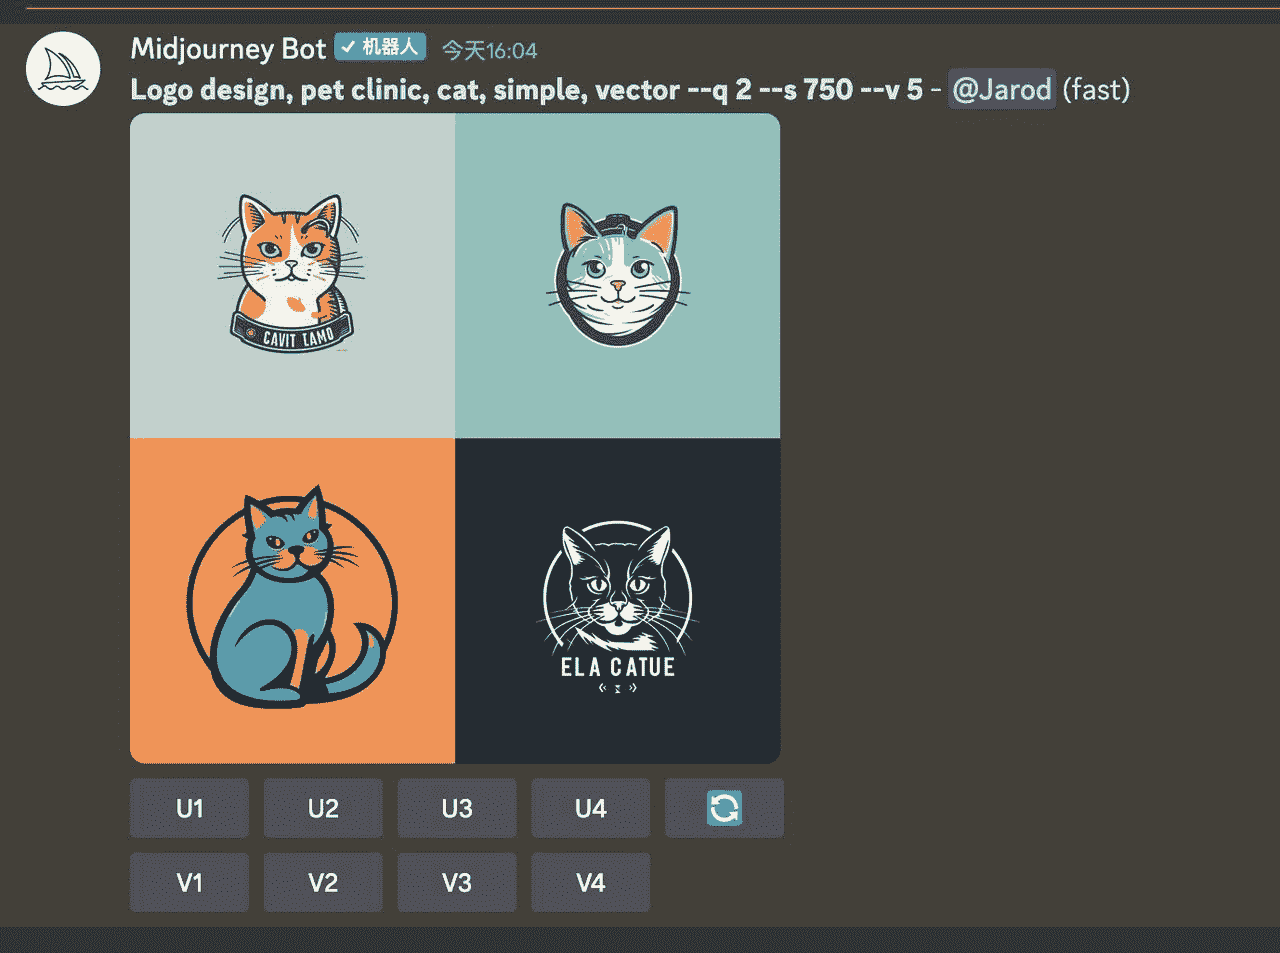 Midjourney Bot ✓ 机器人 今天16:04
Logo design, pet clinic, cat, simple, vector --q 2 --s 750 --v 5 - @Jarod (fast)
CAVIT LAMO
ELA CATUE
U1 U2 U3 U4
V1 V2 V3 V4